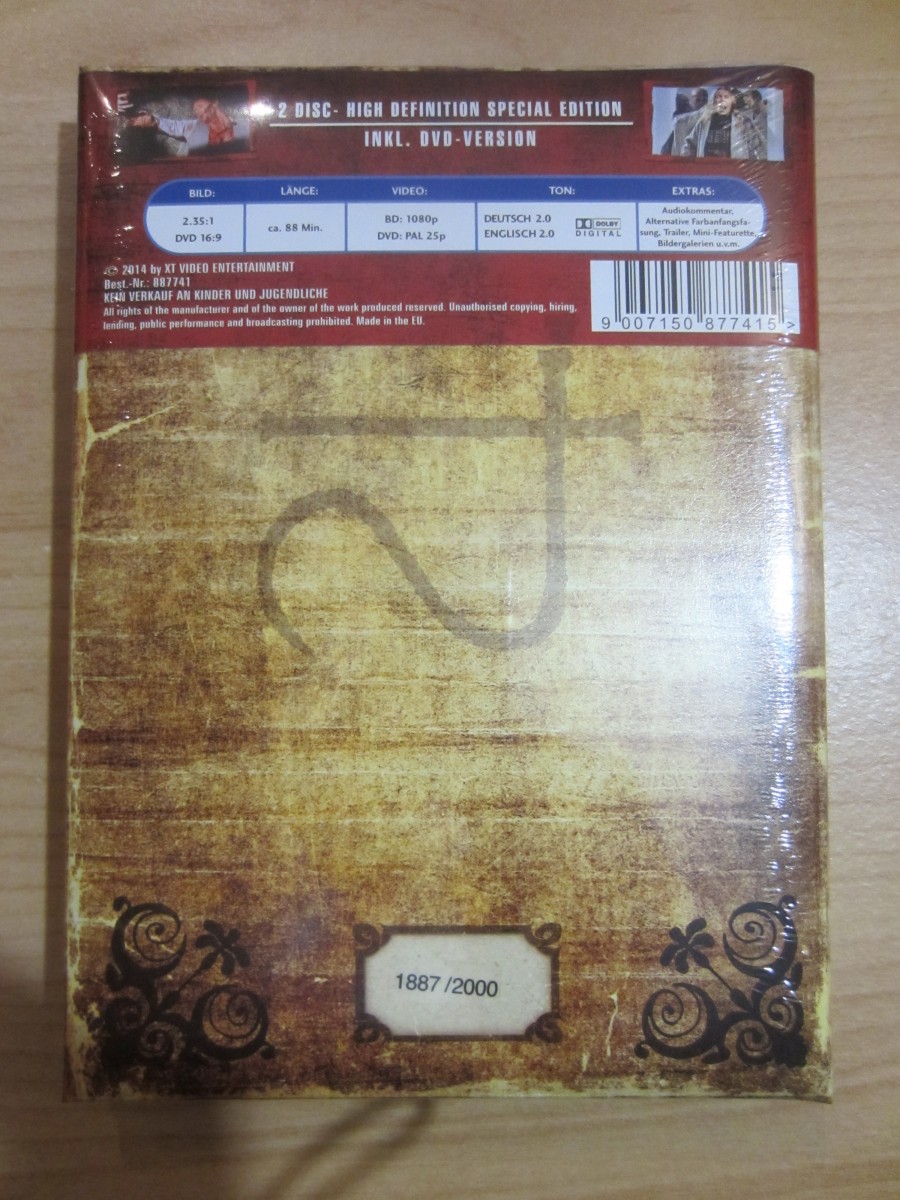 2 DISC- HIGH DEFINITION SPECIAL EDITION
INKL. DVD-VERSION
BILD: LÄNGE: VIDEO: TON: EXTRAS:
2.35:1
DVD 16:9
ca. 88 Min.
BD: 1080p
DVD: PAL 25p
DEUTSCH 2.0
ENGLISCH 2.0
DOLBY
DIGITAL
Audiokommentar,
Alternative Farbanfangsfa-
sung, Trailer, Mini-Featurette,
Bildergalerien u.v.m.
© 2014 by XT VIDEO ENTERTAINMENT
Best.-Nr.: 887741
KEIN VERKAUF AN KINDER UND JUGENDLICHE
All rights of the manufacturer and of the owner of the work produced reserved. Unauthorised copying, hiring,
lending, public performance and broadcasting prohibited. Made in the EU.
9 007150 877415 >
1887/2000